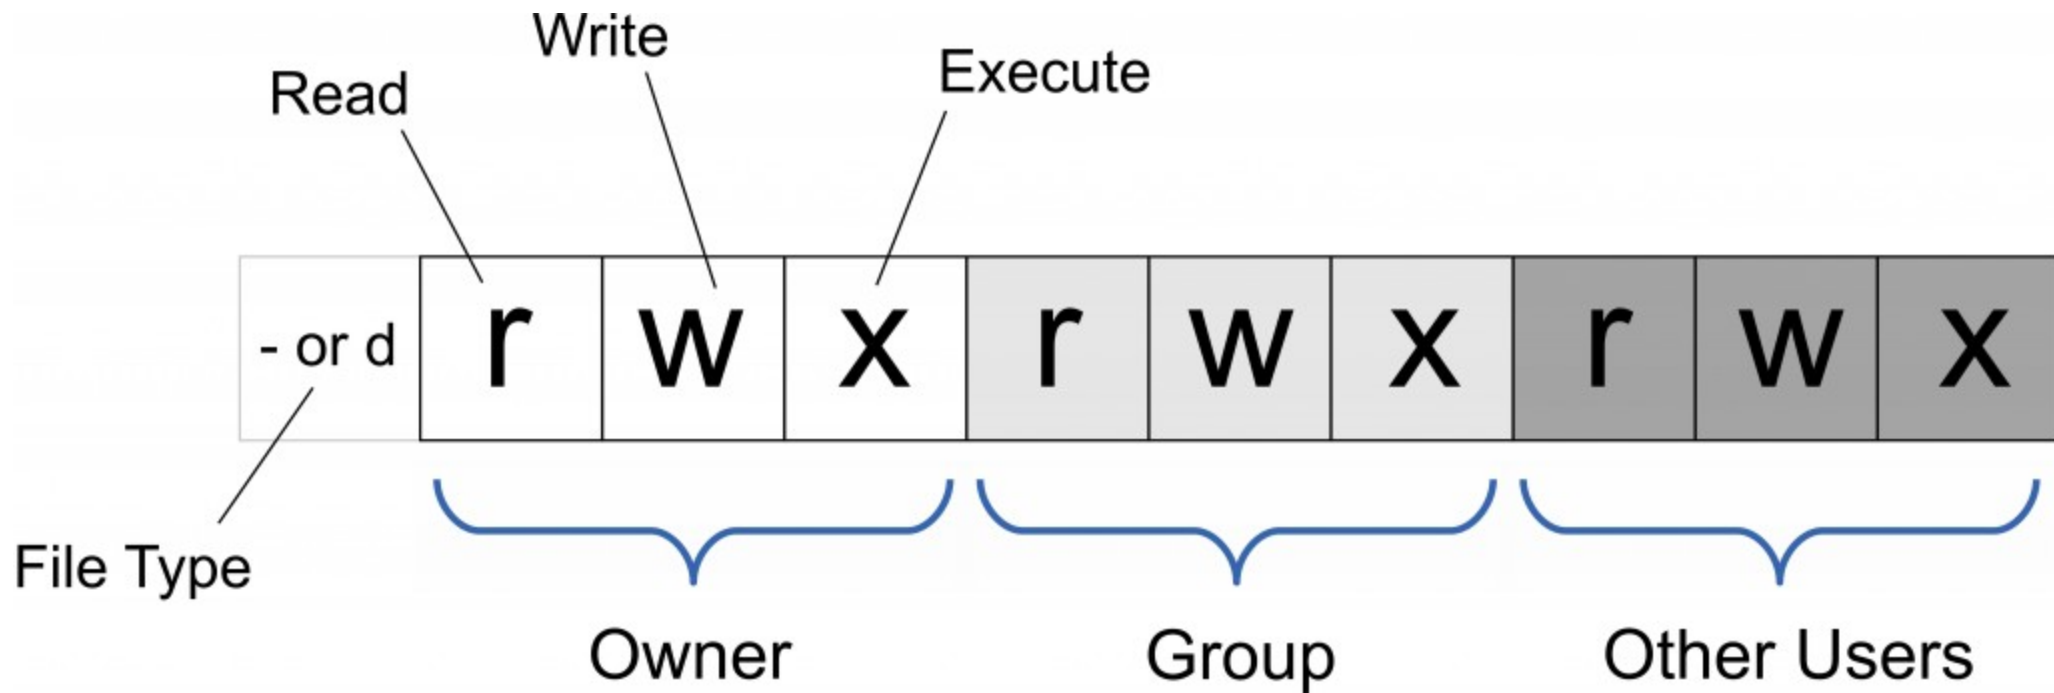 Write
Execute
Read
- or d r w x r w x r w x
File Type
Owner Group Other Users